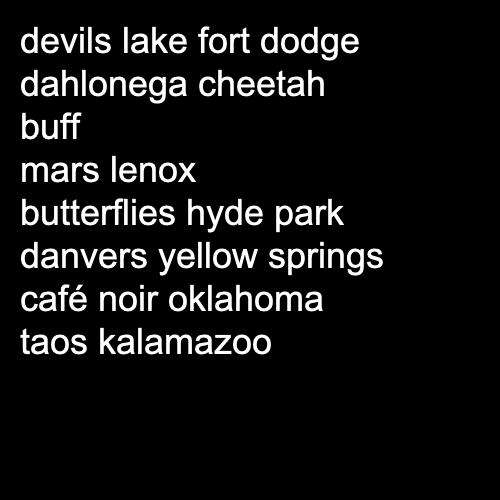 devils lake fort dodge
dahlonega cheetah
buff
mars lenox
butterflies hyde park
danvers yellow springs
café noir oklahoma
taos kalamazoo